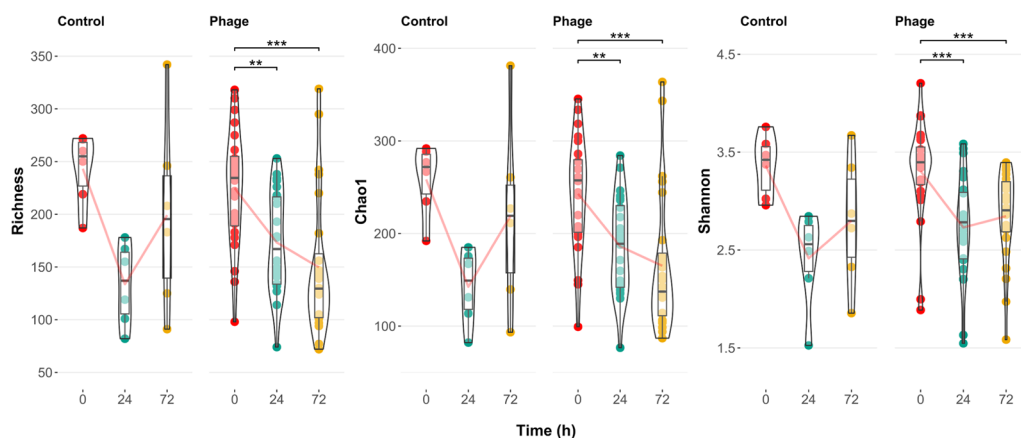 Control Phage
Richness
350
300
250
200
150
100
50
*** 
**
0 24 72 0 24 72
Control Phage
Chao1
400
300
200
100
***
**
0 24 72 0 24 72
Control Phage
Shannon
4.5
3.5
2.5
1.5
***
***
0 24 72 0 24 72
Time (h)